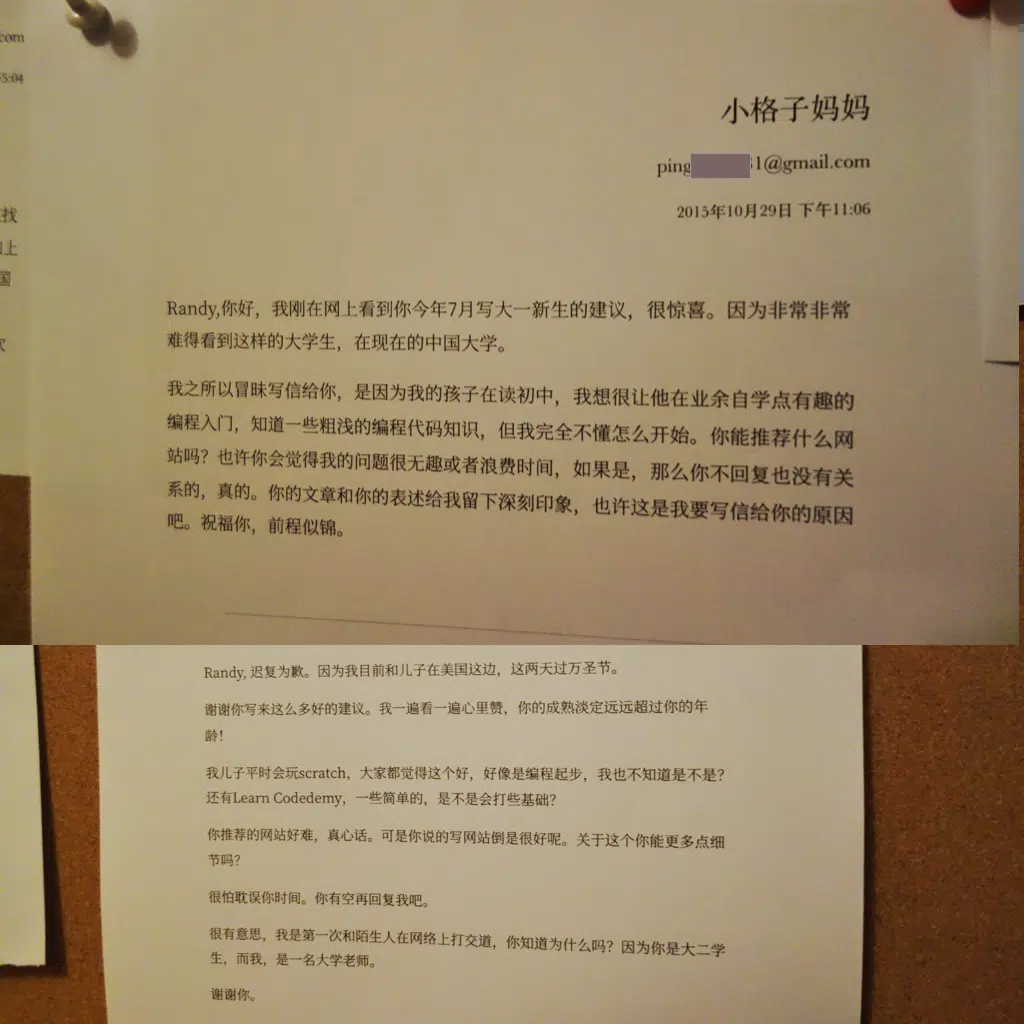 com
5:04
找
上
国
欠
小格子妈妈
ping 1@gmail.com
2015年10月29日 下午11:06
Randy,你好，我刚在网上看到你今年7月写大一新生的建议，很惊喜。因为非常非常
难得看到这样的大学生，在现在的中国大学。
我之所以冒昧写信给你，是因为我的孩子在读初中，我想很让他在业余自学点有趣的
编程入门，知道一些粗浅的编程代码知识，但我完全不懂怎么开始。你能推荐什么网
站吗？也许你会觉得我的问题很无趣或者浪费时间，如果是，那么你不回复也没有关
系的，真的。你的文章和你的表述给我留下深刻印象，也许这是我要写信给你的原因
吧。祝福你，前程似锦。
Randy, 迟复为歉。因为我目前和儿子在美国这边，这两天过万圣节。
谢谢你写来这么多好的建议。我一遍看一遍心里赞，你的成熟淡定远远超过你的年
龄！
我儿子平时会玩scratch，大家都觉得这个好，好像是编程起步，我也不知道是不是？
还有Learn Codedemy，一些简单的，是不是会打些基础？
你推荐的网站好难，真心话。可是你说的写网站倒是很好呢。关于这个你能更多点细
节吗？
很怕耽误你时间。你有空再回复我吧。
很有意思，我是第一次和陌生人在网络上打交道，你知道为什么吗？因为你是大二学
生，而我，是一名大学老师。
谢谢你。